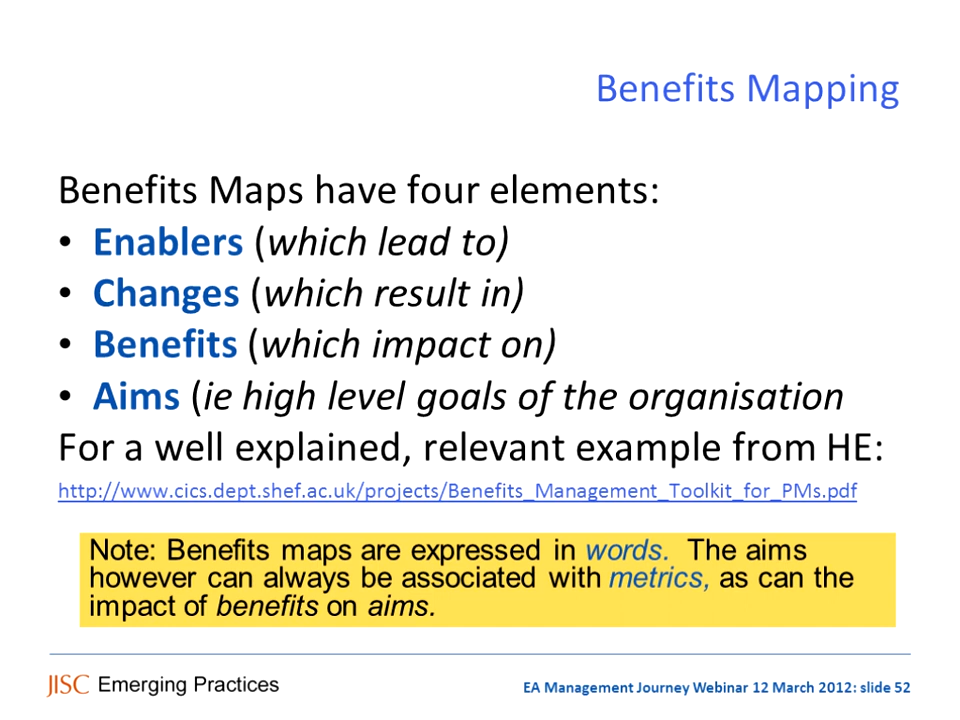 Benefits Mapping
Benefits Maps have four elements:
• Enablers (which lead to)
• Changes (which result in)
• Benefits (which impact on)
• Aims (ie high level goals of the organisation
For a well explained, relevant example from HE:
http://www.cics.dept.shef.ac.uk/projects/Benefits_Management_Toolkit_for_PMs.pdf
Note: Benefits maps are expressed in words. The aims
however can always be associated with metrics, as can the
impact of benefits on aims.
JISC Emerging Practices
EA Management Journey Webinar 12 March 2012: slide 52